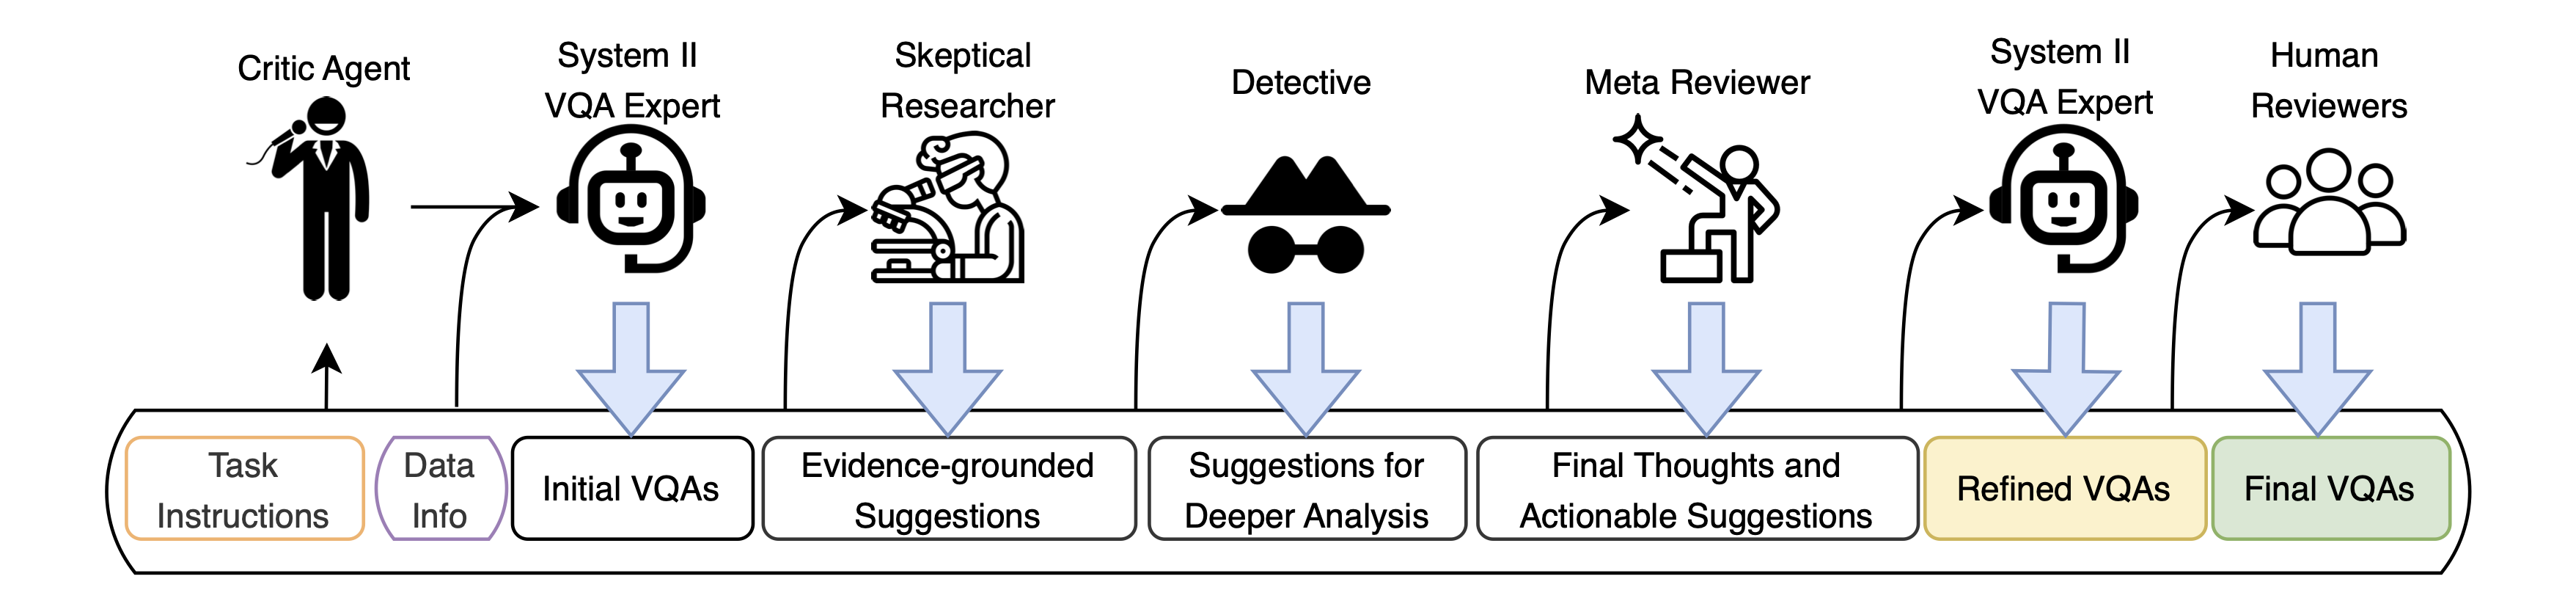 Critic Agent
System II
VQA Expert
Skeptical
Researcher
Detective
Meta Reviewer
System II
VQA Expert
Human
Reviewers
Task
Instructions
Data
Info
Initial VQAs
Evidence-grounded
Suggestions
Suggestions for
Deeper Analysis
Final Thoughts and
Actionable Suggestions
Refined VQAs
Final VQAs